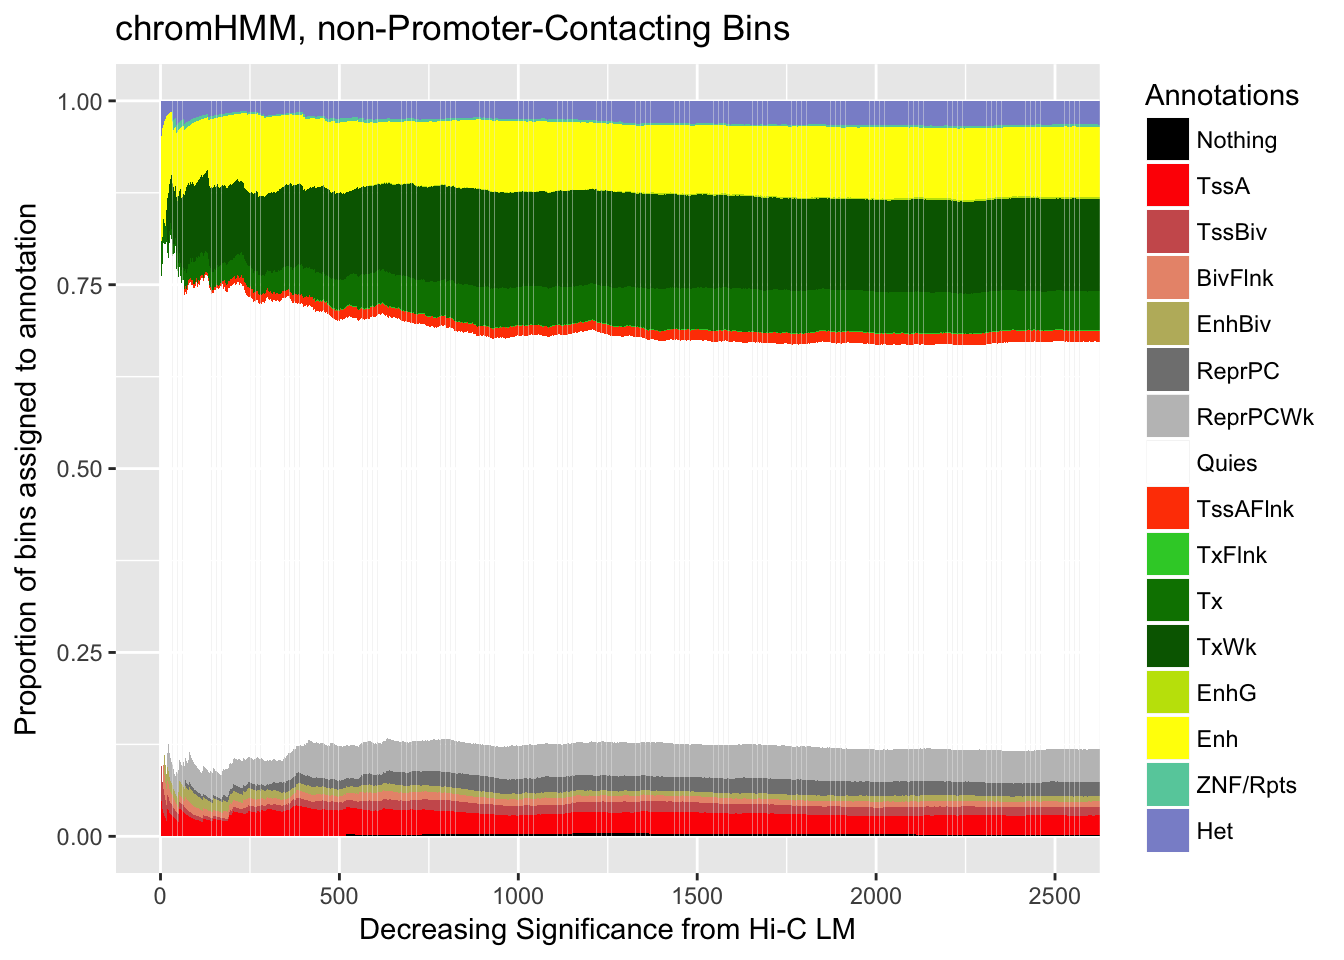 chromHMM, non-Promoter-Contacting Bins
Proportion of bins assigned to annotation
1.00
0.75
0.50
0.25
0.00
0
500
1000
1500
2000
2500
Decreasing Significance from Hi-C LM
Annotations
Nothing
TssA
TssBiv
BivFlnk
EnhBiv
ReprPC
ReprPCWk
Quies
TssAFlnk
TxFlnk
Tx
TxWk
EnhG
Enh
ZNF/Rpts
Het